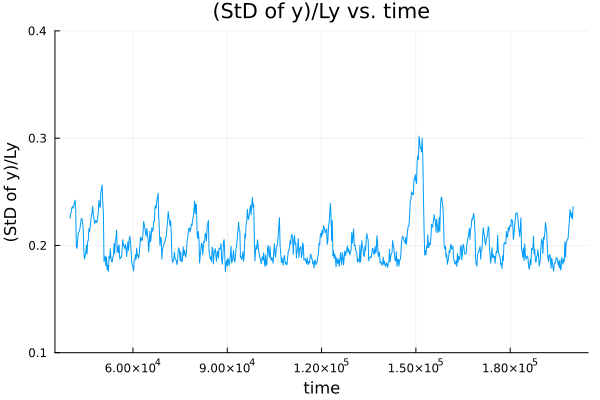 (StD of y)/Ly vs. time
0.4
0.3
0.2
0.1
(StD of y)/Ly
6.00×10⁴ 9.00×10⁴ 1.20×10⁵ 1.50×10⁵ 1.80×10⁵
time